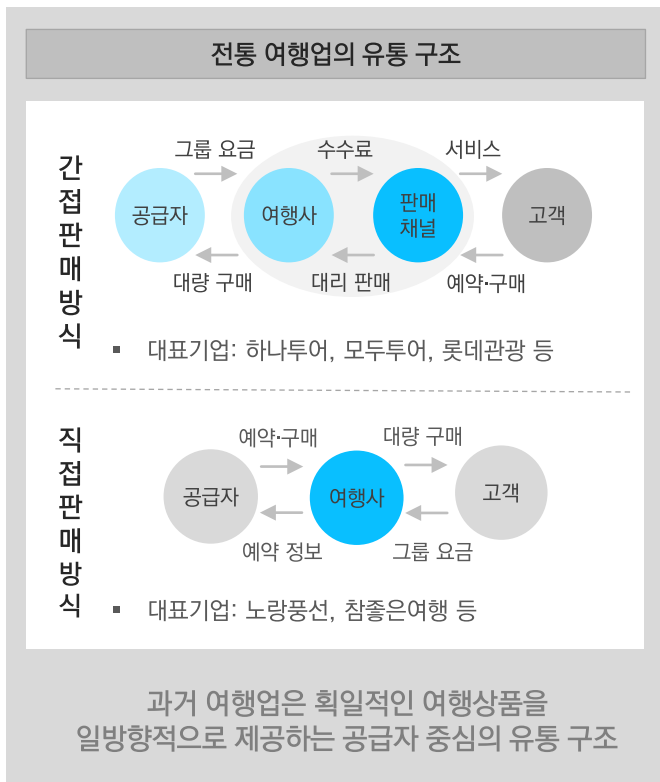 전통 여행업의 유통 구조
간접판매방식
그룹 요금
수수료
서비스
공급자
여행사
판매
채널
고객
대량 구매
대리 판매
예약·구매
▪ 대표기업: 하나투어, 모두투어, 롯데관광 등
직접판매방식
예약·구매
대량 구매
공급자
여행사
고객
예약 정보
그룹 요금
▪ 대표기업: 노랑풍선, 참좋은여행 등
과거 여행업은 획일적인 여행상품을
일방향적으로 제공하는 공급자 중심의 유통 구조